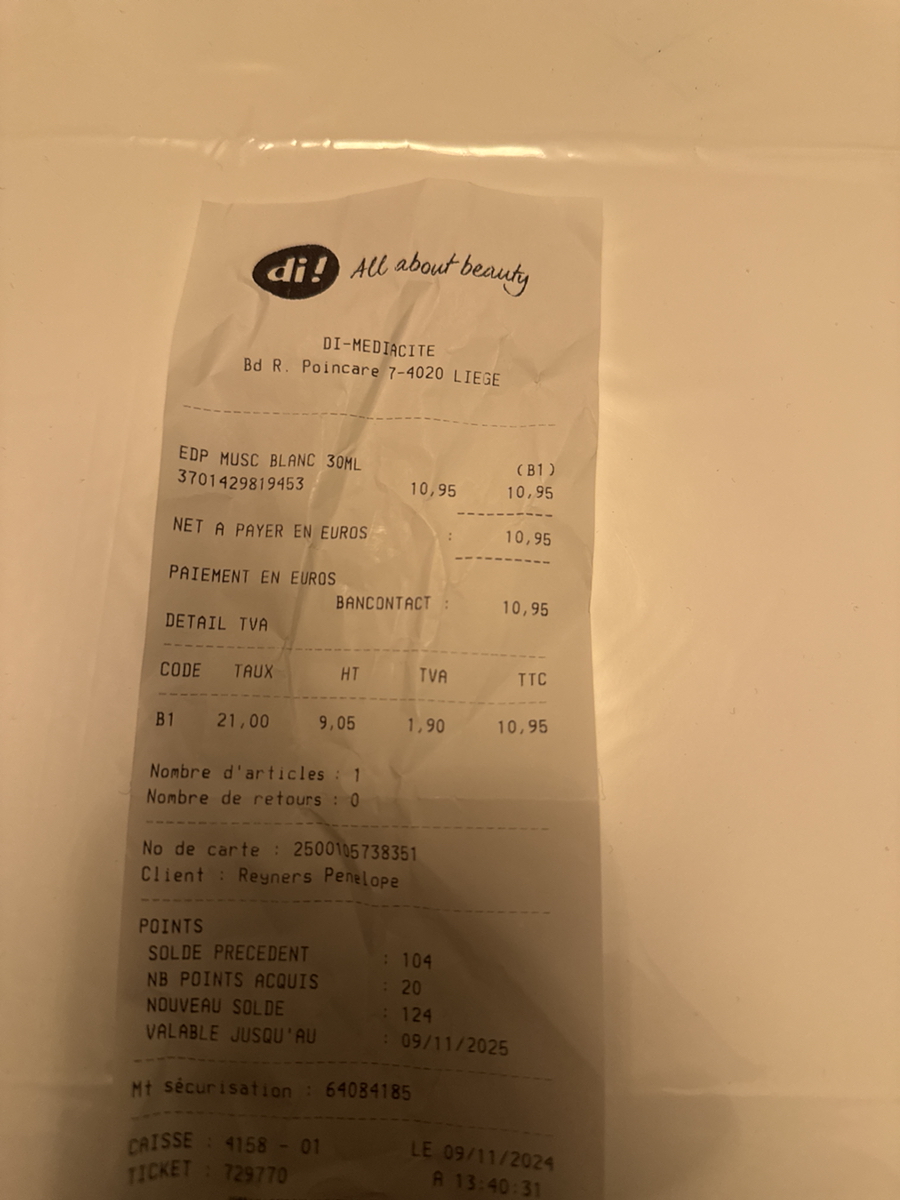 di! All about beauty
DI-MEDIACITE
Bd R. Poincare 7-4020 LIEGE
EDP MUSC BLANC 30ML (B1)
3701429819453 10,95 10,95
NET A PAYER EN EUROS : 10,95
PAIEMENT EN EUROS
BANCONTACT : 10,95
DETAIL TVA
CODE TAUX HT TVA TTC
B1 21,00 9,05 1,90 10,95
Nombre d'articles : 1
Nombre de retours : 0
No de carte : 2500105738351
Client : Reyners Penelope
POINTS
SOLDE PRECEDENT : 104
NB POINTS ACQUIS : 20
NOUVEAU SOLDE : 124
VALABLE JUSQU'AU : 09/11/2025
Mt sécurisation : 64084185
CAISSE : 4158 - 01 LE 09/11/2024
TICKET : 729770 A 13:40:31